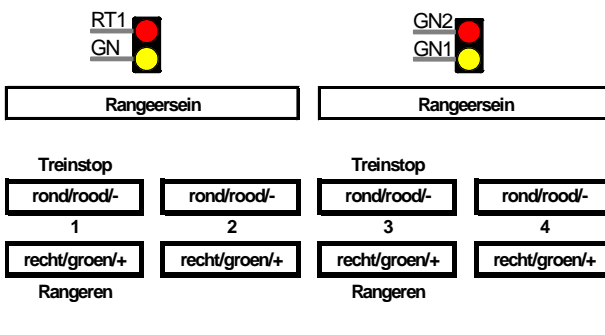 RT1 GN2
GN GN1
Rangeersein Rangeersein
Treinstop Treinstop
rond/rood/- rond/rood/- rond/rood/- rond/rood/-
1 2 3 4
recht/groen/+ recht/groen/+ recht/groen/+ recht/groen/+
Rangeren Rangeren